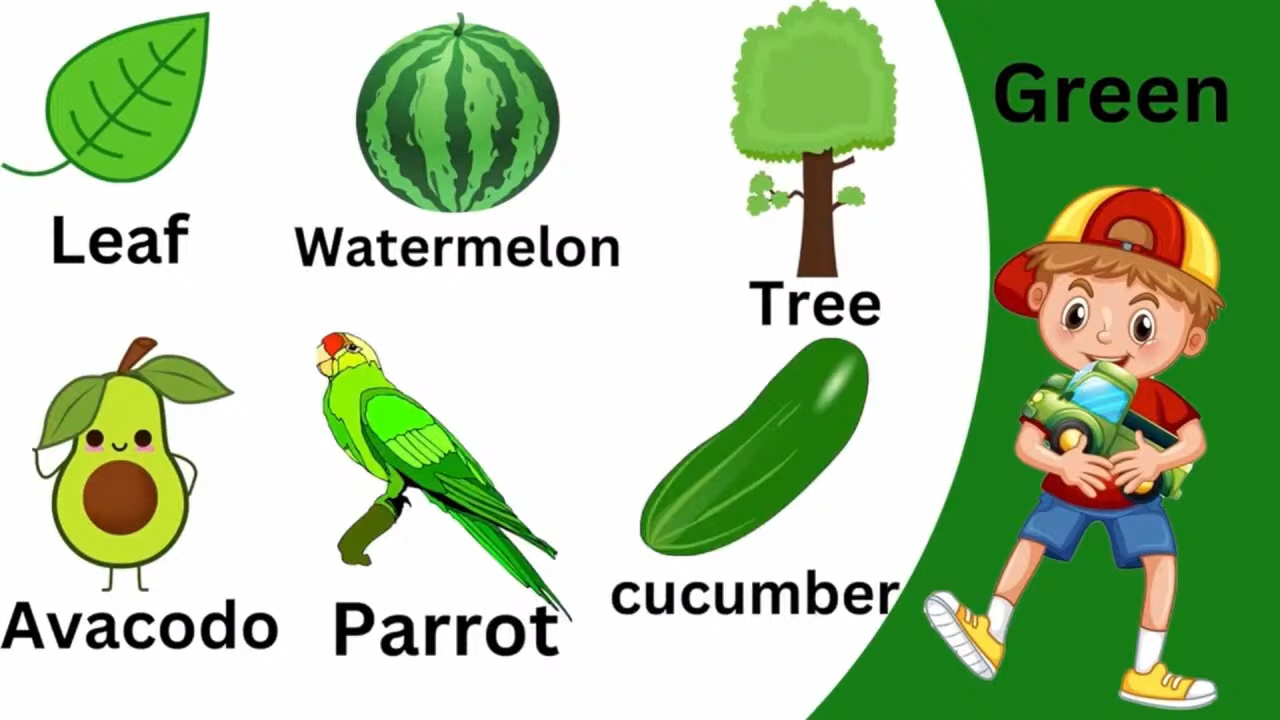 Green
Leaf
Watermelon
Tree
Avacodo
Parrot
cucumber